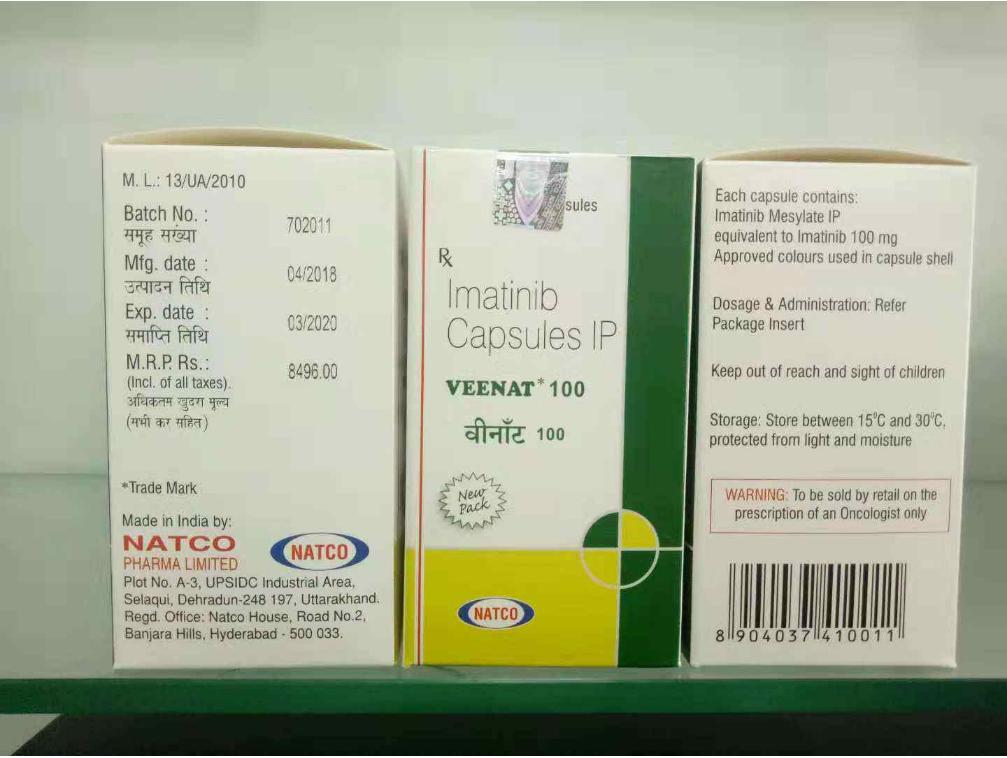 M. L.: 13/UA/2010
Batch No. : 702011
समूह संख्या
Mfg. date : 04/2018
उत्पादन तिथि
Exp. date : 03/2020
समाप्ति तिथि
M.R.P. Rs.: 8496.00
(Incl. of all taxes).
अधिकतम खुदरा मूल्य
(सभी कर सहित)
*Trade Mark
Made in India by:
NATCO
PHARMA LIMITED
NATCO
Plot No. A-3, UPSIDC Industrial Area,
Selaqui, Dehradun-248 197, Uttarakhand.
Regd. Office: Natco House, Road No.2,
Banjara Hills, Hyderabad - 500 033.
sules
Rx
Imatinib
Capsules IP
VEENAT* 100
वीनॉट 100
New
Pack
NATCO
Each capsule contains:
Imatinib Mesylate IP
equivalent to Imatinib 100 mg
Approved colours used in capsule shell
Dosage & Administration: Refer
Package Insert
Keep out of reach and sight of children
Storage: Store between 15°C and 30°C,
protected from light and moisture
WARNING: To be sold by retail on the
prescription of an Oncologist only
8 904037 410011